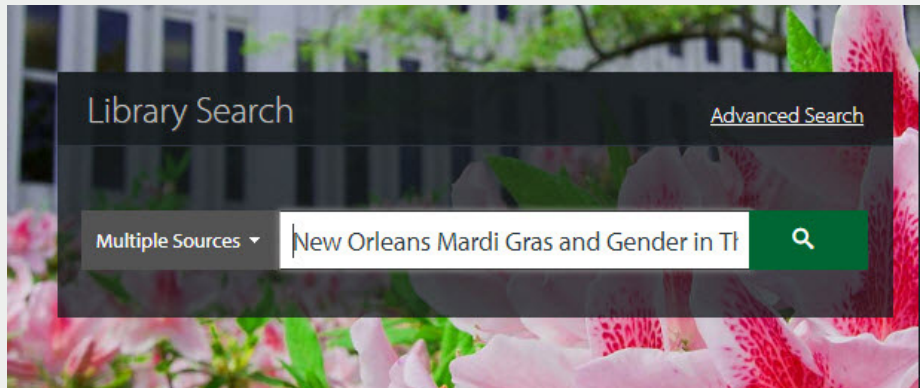 Library Search
Advanced Search
Multiple Sources New Orleans Mardi Gras and Gender in